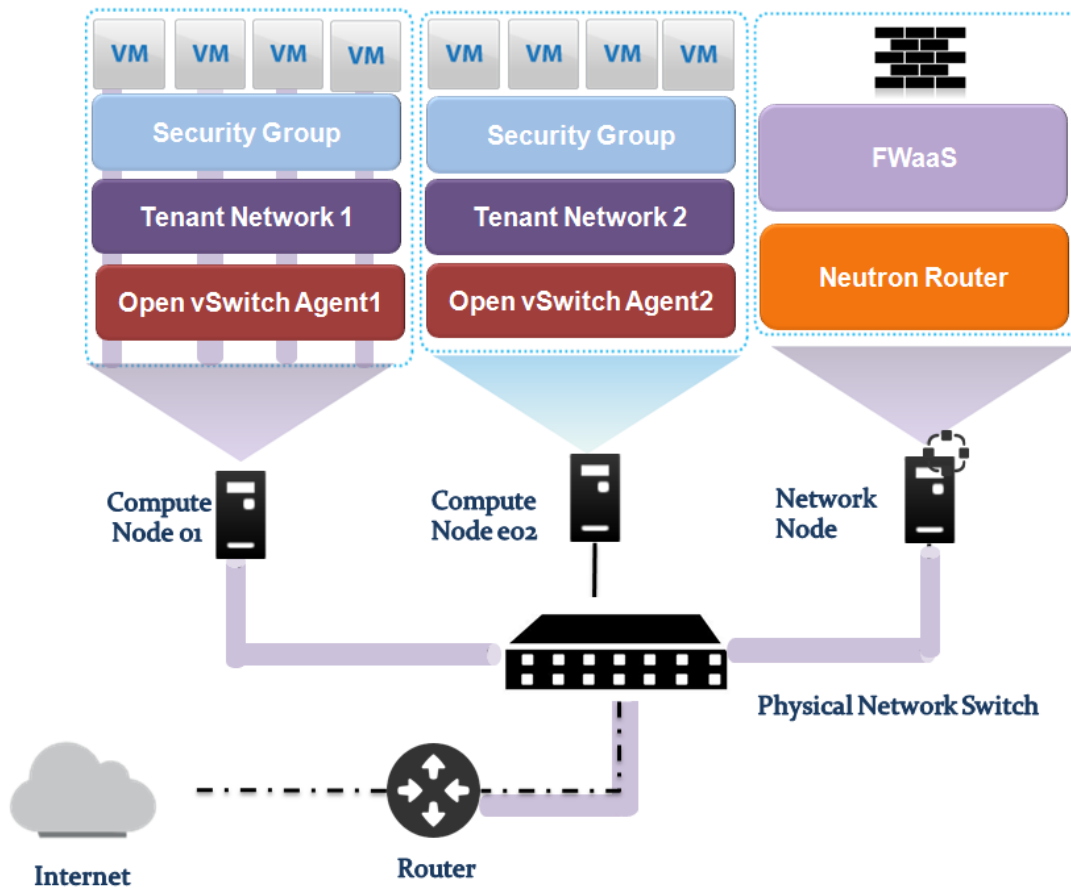 VM VM VM VM
Security Group
Tenant Network 1
Open vSwitch Agent1
VM VM VM VM
Security Group
Tenant Network 2
Open vSwitch Agent2
FWaaS
Neutron Router
Compute
Node 01
Compute
Node e02
Network
Node
Physical Network Switch
Internet
Router